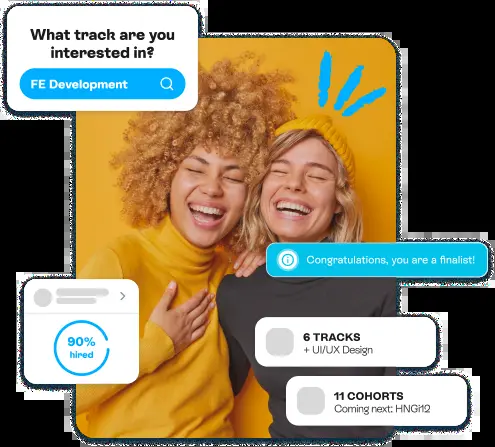 What track are you
interested in?
FE Development
Congratulations, you are a finalist!
90%
hired
6 TRACKS
+ UI/UX Design
11 COHORTS
Coming next: HNGi12